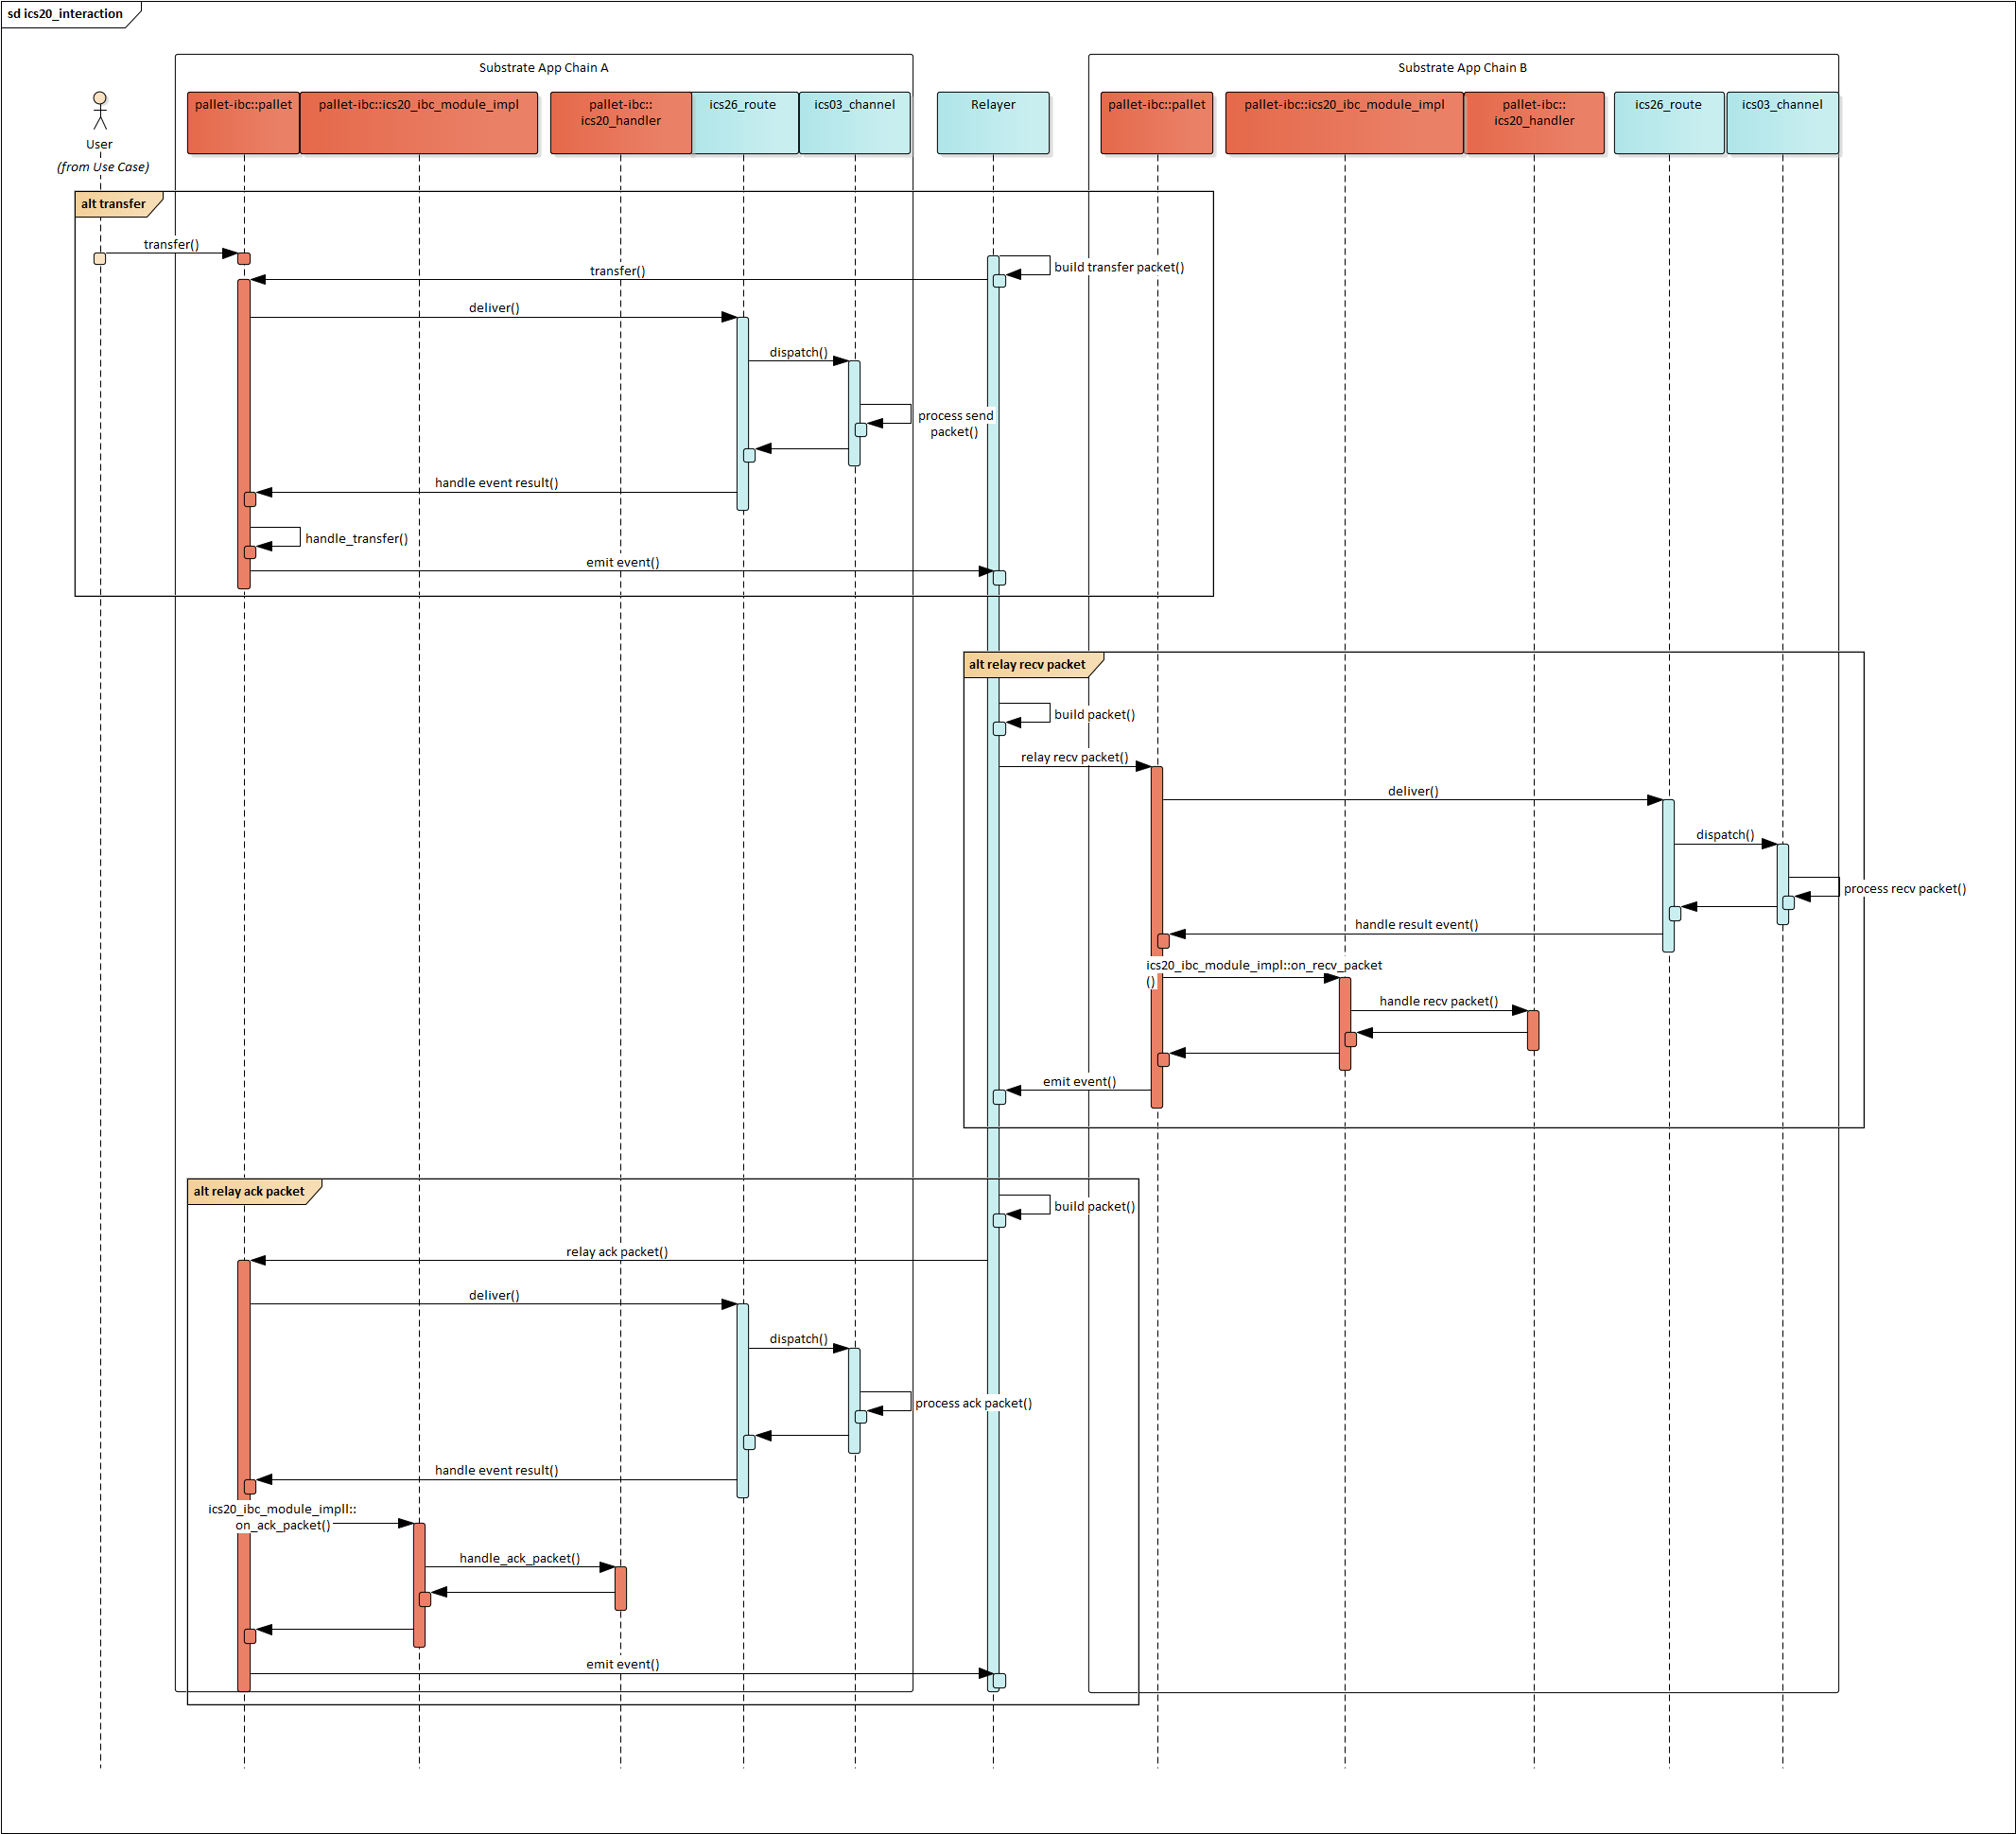 sd ics20_interaction
Substrate App Chain A
Substrate App Chain B
pallet-ibc::pallet
pallet-ibc::ics20_ibc_module_impl
pallet-ibc::
ics20_handler
ics26_route
ics03_channel
Relayer
pallet-ibc::pallet
pallet-ibc::ics20_ibc_module_impl
pallet-ibc::
ics20_handler
ics26_route
ics03_channel
User
(from Use Case)
alt transfer
transfer()
build transfer packet()
transfer()
deliver()
dispatch()
process send
packet()
handle event result()
handle_transfer()
emit event()
alt relay recv packet
build packet()
relay recv packet()
deliver()
dispatch()
process recv packet()
handle result event()
ics20_ibc_module_impl::on_recv_packet
()
handle recv packet()
emit event()
alt relay ack packet
build packet()
relay ack packet()
deliver()
dispatch()
process ack packet()
handle event result()
ics20_ibc_module_impll::
on_ack_packet()
handle_ack_packet()
emit event()